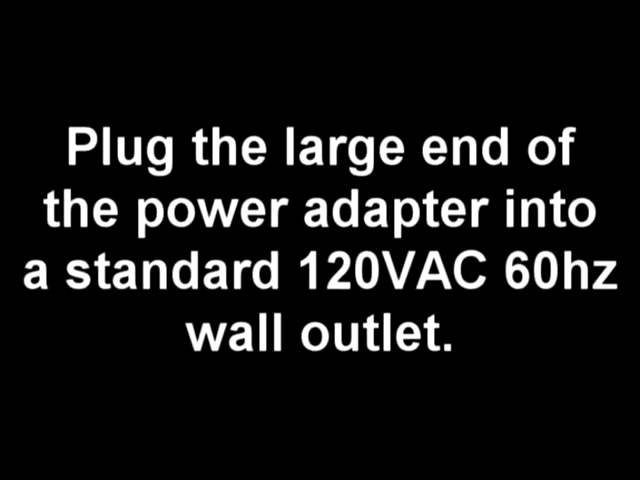 Plug the large end of
the power adapter into
a standard 120VAC 60hz
wall outlet.